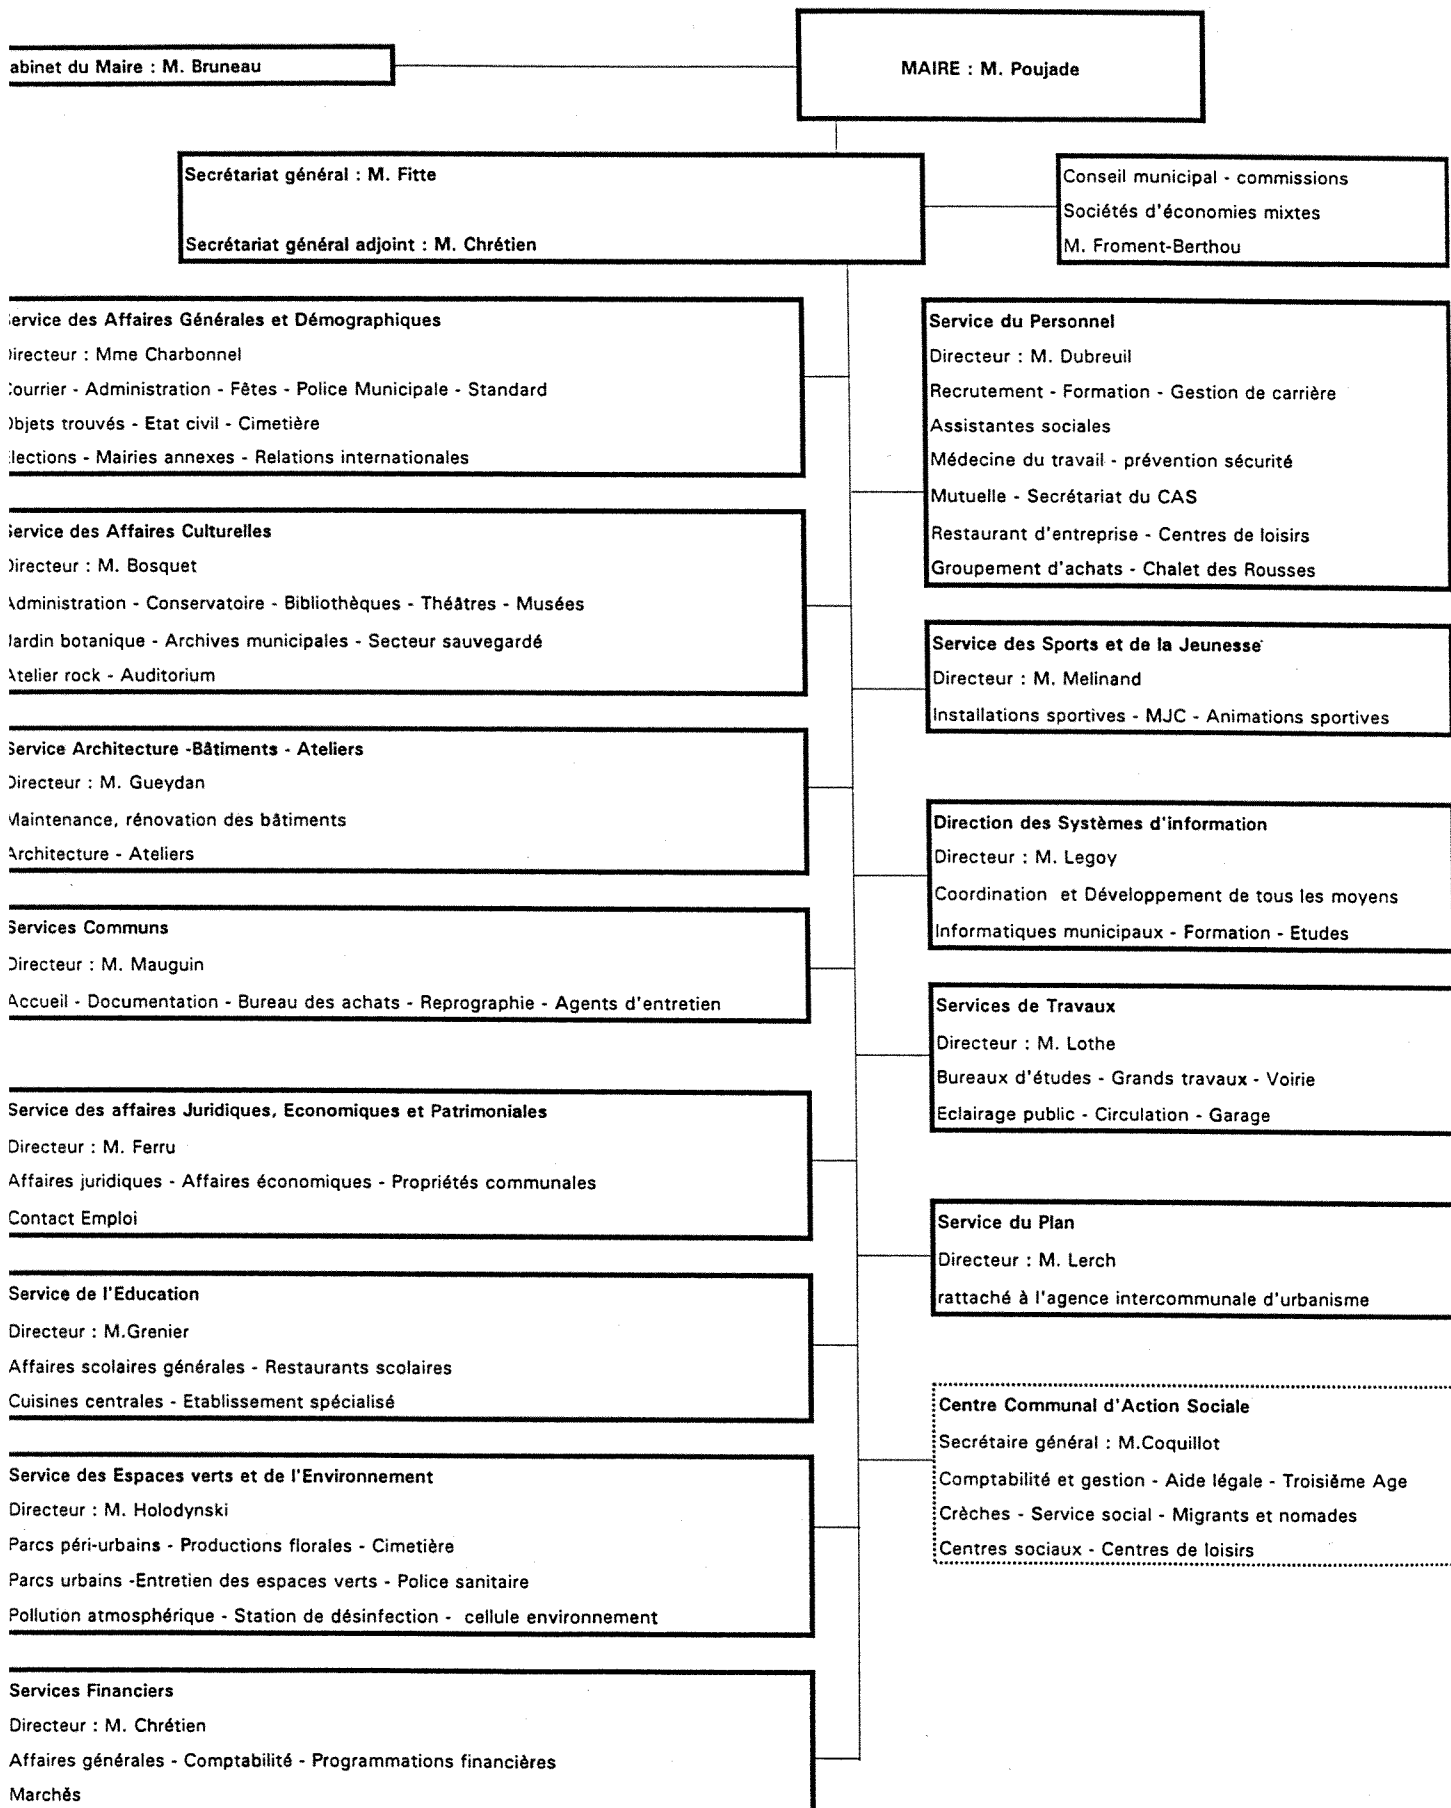 abinet du Maire : M. Bruneau
MAIRE : M. Poujade
Secrétariat général : M. Fitte
Secrétariat général adjoint : M. Chrétien
Conseil municipal - commissions
Sociétés d'économies mixtes
M. Froment-Berthou
ervice des Affaires Générales et Démographiques
irecteur : Mme Charbonnel
ourrier - Administration - Fêtes - Police Municipale - Standard
bjets trouvés - Etat civil - Cimetière
lections - Mairies annexes - Relations internationales
Service des Affaires Culturelles
Directeur : M. Bosquet
Administration - Conservatoire - Bibliothèques - Théâtres - Musées
Jardin botanique - Archives municipales - Secteur sauvegardé
Atelier rock - Auditorium
Service Architecture -Bâtiments - Ateliers
Directeur : M. Gueydan
Maintenance, rénovation des bâtiments
Architecture - Ateliers
Services Communs
Directeur : M. Mauguin
Accueil - Documentation - Bureau des achats - Reprographie - Agents d'entretien
Service des affaires Juridiques, Economiques et Patrimoniales
Directeur : M. Ferru
Affaires juridiques - Affaires économiques - Propriétés communales
Contact Emploi
Service de l'Education
Directeur : M.Grenier
Affaires scolaires générales - Restaurants scolaires
Cuisines centrales - Etablissement spécialisé
Service des Espaces verts et de l'Environnement
Directeur : M. Holodynski
Parcs péri-urbains - Productions florales - Cimetière
Parcs urbains -Entretien des espaces verts - Police sanitaire
Pollution atmosphérique - Station de désinfection - cellule environnement
Services Financiers
Directeur : M. Chrétien
Affaires générales - Comptabilité - Programmations financières
Marchés
Service du Personnel
Directeur : M. Dubreuil
Recrutement - Formation - Gestion de carrière
Assistantes sociales
Médecine du travail - prévention sécurité
Mutuelle - Secrétariat du CAS
Restaurant d'entreprise - Centres de loisirs
Groupement d'achats - Chalet des Rousses
Service des Sports et de la Jeunesse
Directeur : M. Melinand
Installations sportives - MJC - Animations sportives
Direction des Systèmes d'information
Directeur : M. Legoy
Coordination et Développement de tous les moyens
Informatiques municipaux - Formation - Etudes
Services de Travaux
Directeur : M. Lothe
Bureaux d'études - Grands travaux - Voirie
Eclairage public - Circulation - Garage
Service du Plan
Directeur : M. Lerch
rattaché à l'agence intercommunale d'urbanisme
Centre Communal d'Action Sociale
Secrétaire général : M.Coquillot
Comptabilité et gestion - Aide légale - Troisième Age
Crèches - Service social - Migrants et nomades
Centres sociaux - Centres de loisirs